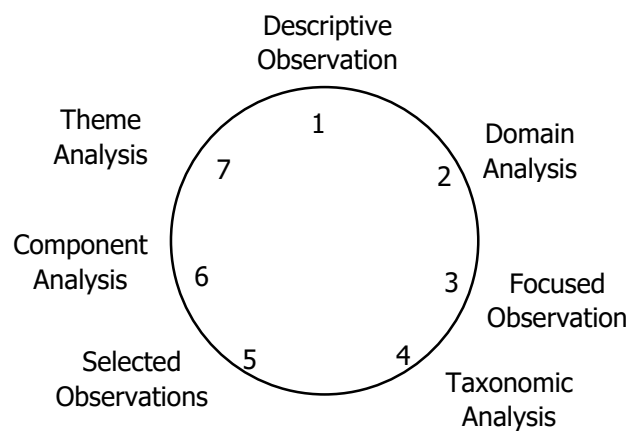 Descriptive
Observation
1
Domain
Analysis
2
Focused
Observation
3
Taxonomic
Analysis
4
Selected
Observations
5
Component
Analysis
6
Theme
Analysis
7